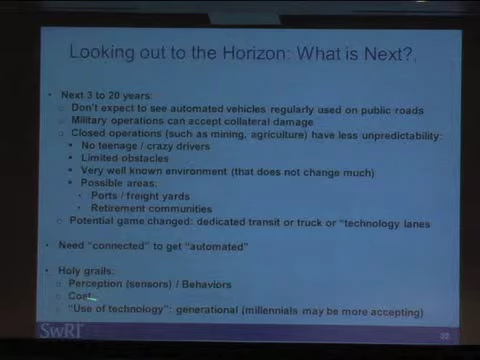 Looking out to the Horizon: What is Next?
Next 3 to 20 years:
Don't expect to see automated vehicles regularly used on public roads
Military operations can accept collateral damage
Closed operations (such as mining, agriculture) have less unpredictability:
No teenage / crazy drivers
Limited obstacles
Very well known environment (that does not change much)
Possible areas:
Ports / freight yards
Retirement communities
Potential game changed: dedicated transit or truck or "technology lanes
Need "connected" to get "automated"
Holy grails:
Perception (sensors) / Behaviors
Cost
"Use of technology": generational (millennials may be more accepting)
SwRI
32